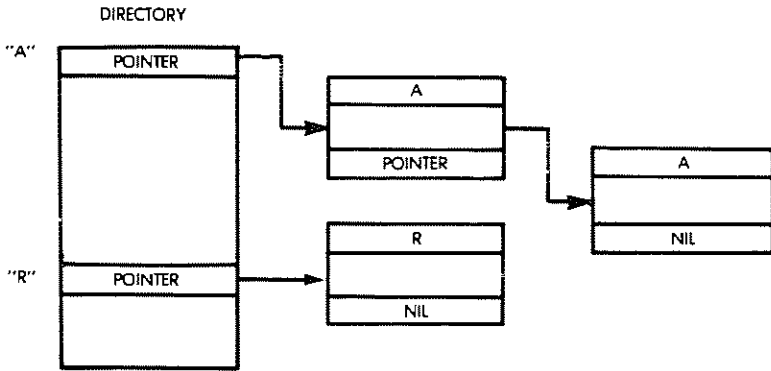 DIRECTORY
"A"
POINTER
A
POINTER
A
NIL
"R"
POINTER
R
NIL